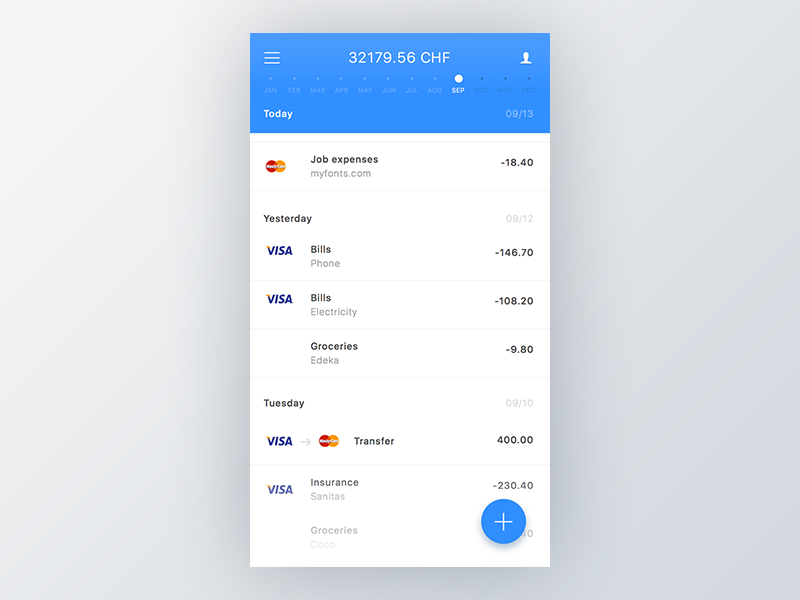 32179.56 CHF
JAN FEB MAR APR MAY JUN JUL AUG SEP OCT NOV DEC
Today 09/13
MasterCard Job expenses -18.40
myfonts.com
Yesterday 09/12
VISA Bills -146.70
Phone
VISA Bills -108.20
Electricity
Groceries -9.80
Edeka
Tuesday 09/10
VISA → MasterCard Transfer 400.00
VISA Insurance -230.40
Sanitas
Groceries
Coop